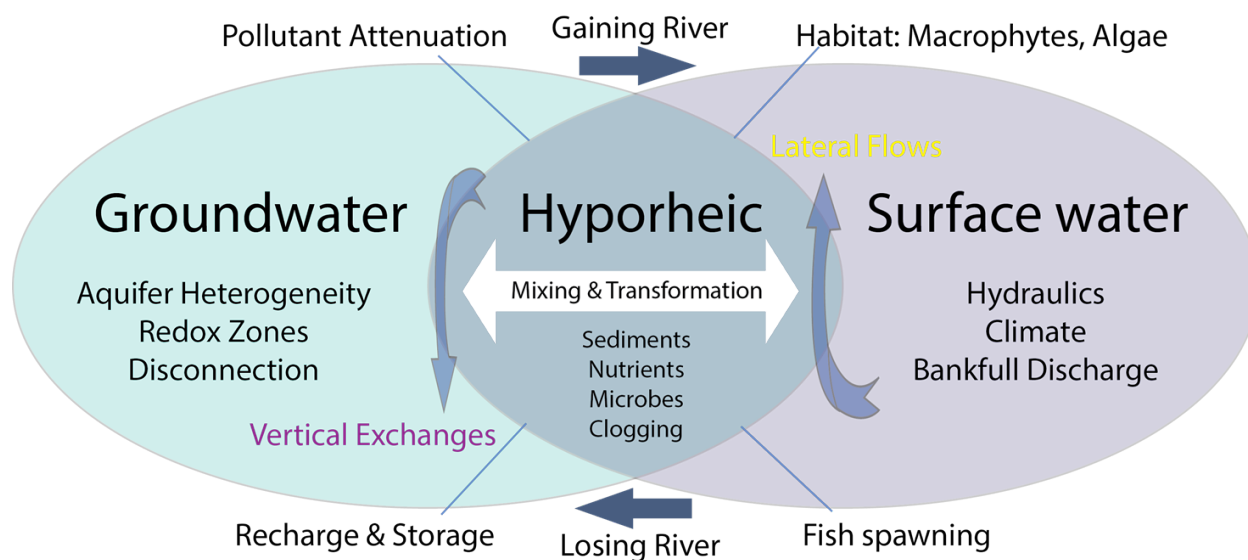 Pollutant Attenuation
Gaining River
Habitat: Macrophytes, Algae
Lateral Flows
Groundwater
Hyporheic
Surface water
Aquifer Heterogeneity
Redox Zones
Disconnection
Mixing & Transformation
Sediments
Nutrients
Microbes
Clogging
Hydraulics
Climate
Bankfull Discharge
Vertical Exchanges
Recharge & Storage
Losing River
Fish spawning